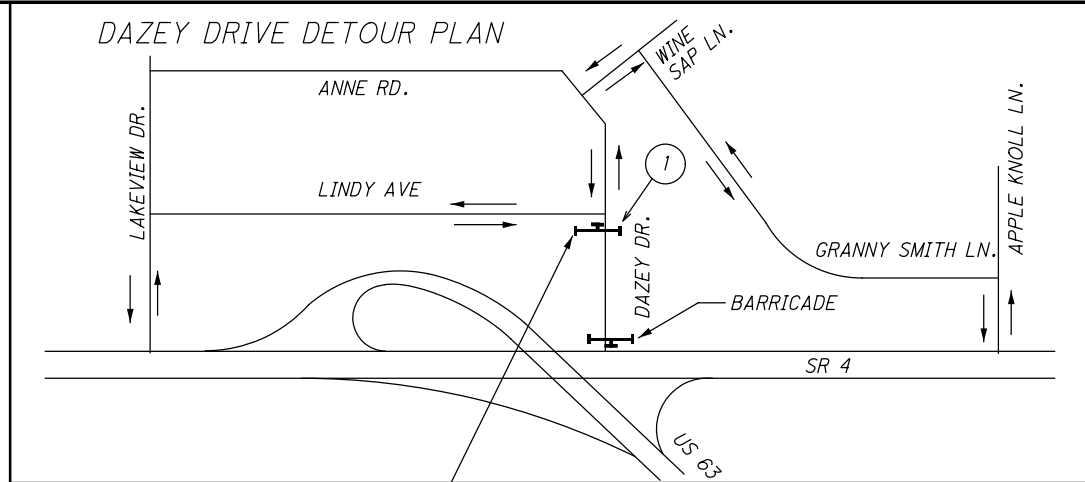 DAZEY DRIVE DETOUR PLAN
WINE
SAP LN.
ANNE RD.
LAKEVIEW DR.
APPLE KNOLL LN.
1
LINDY AVE
DAZEY DR.
GRANNY SMITH LN.
BARRICADE
SR 4
US 63